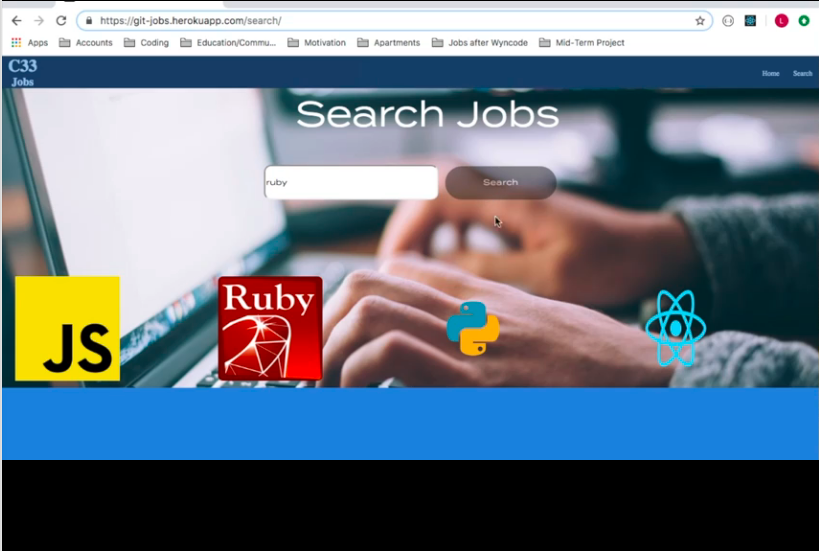 https://git-jobs.herokuapp.com/search/
L
Apps Accounts Coding Education/Commu... Motivation Apartments Jobs after Wyncode Mid-Term Project
C33
Jobs
Home Search
Search Jobs
ruby Search
JS
Ruby